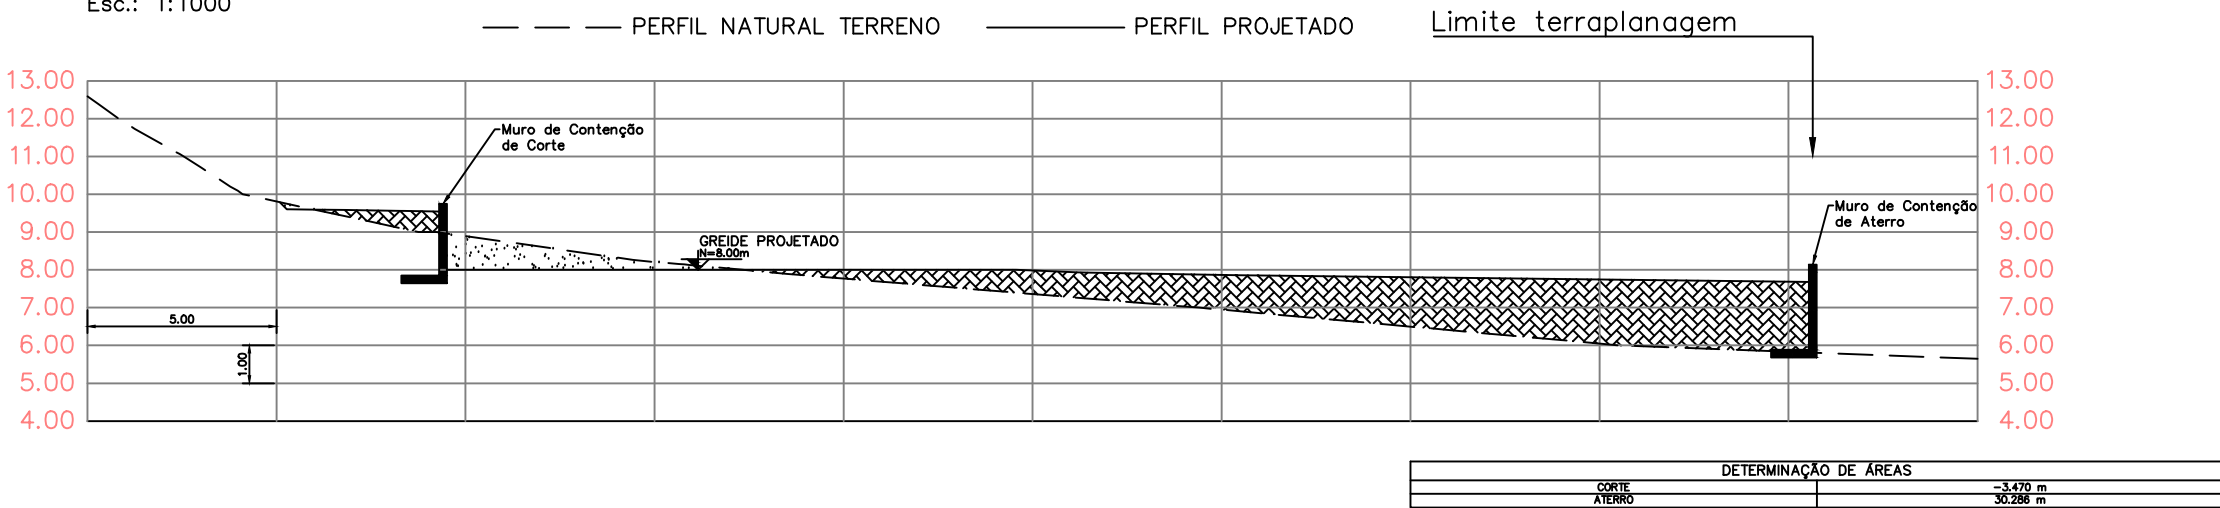 Esc.: 1:1000
PERFIL NATURAL TERRENO
PERFIL PROJETADO
Limite terraplanagem
13.00
12.00
11.00
10.00
9.00
8.00
7.00
6.00
5.00
4.00
Muro de Contenção
de Corte
GREIDE PROJETADO
N=8.00m
5.00
1.00
Muro de Contenção
de Aterro
13.00
12.00
11.00
10.00
9.00
8.00
7.00
6.00
5.00
4.00
DETERMINAÇÃO DE ÁREAS
CORTE -3.470 m
ATERRO 30.286 m